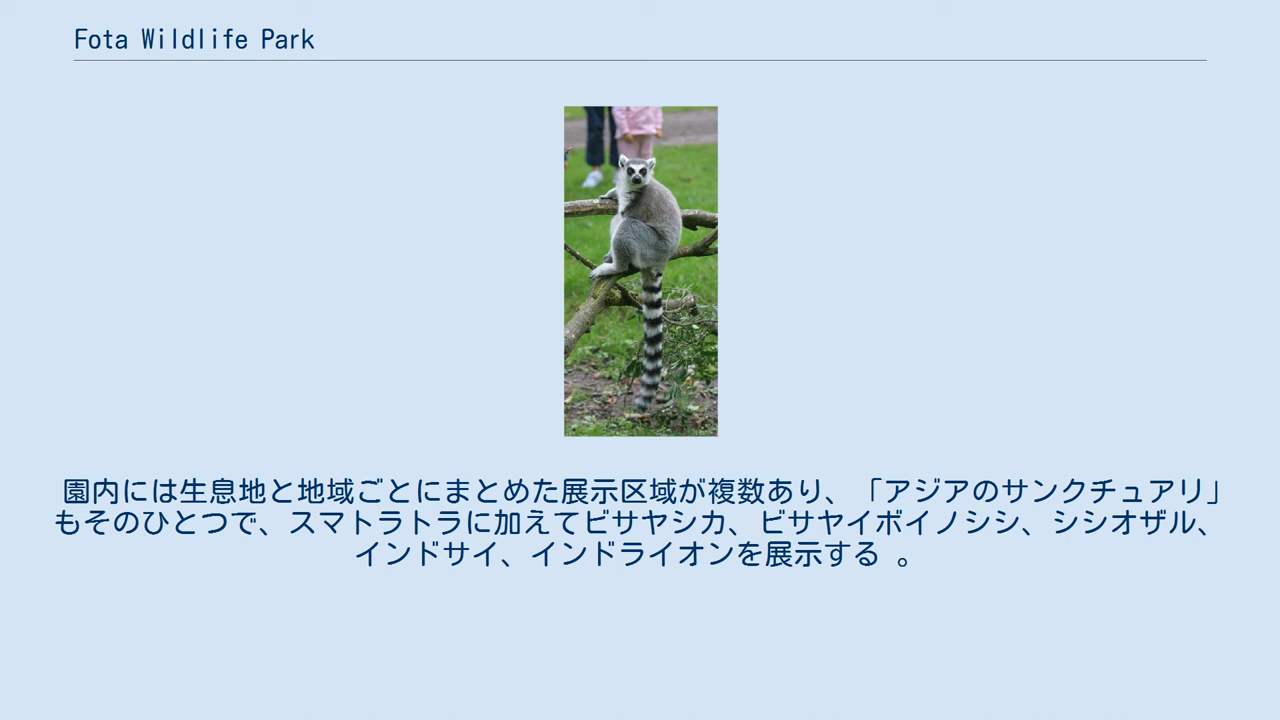 Fota Wildlife Park
園内には生息地と地域ごとにまとめた展示区域が複数あり、「アジアのサンクチュアリ」
もそのひとつで、スマトラトラに加えてビサヤシカ、ビサヤイボイノシシ、シシオザル、
インドサイ、インドライオンを展示する 。